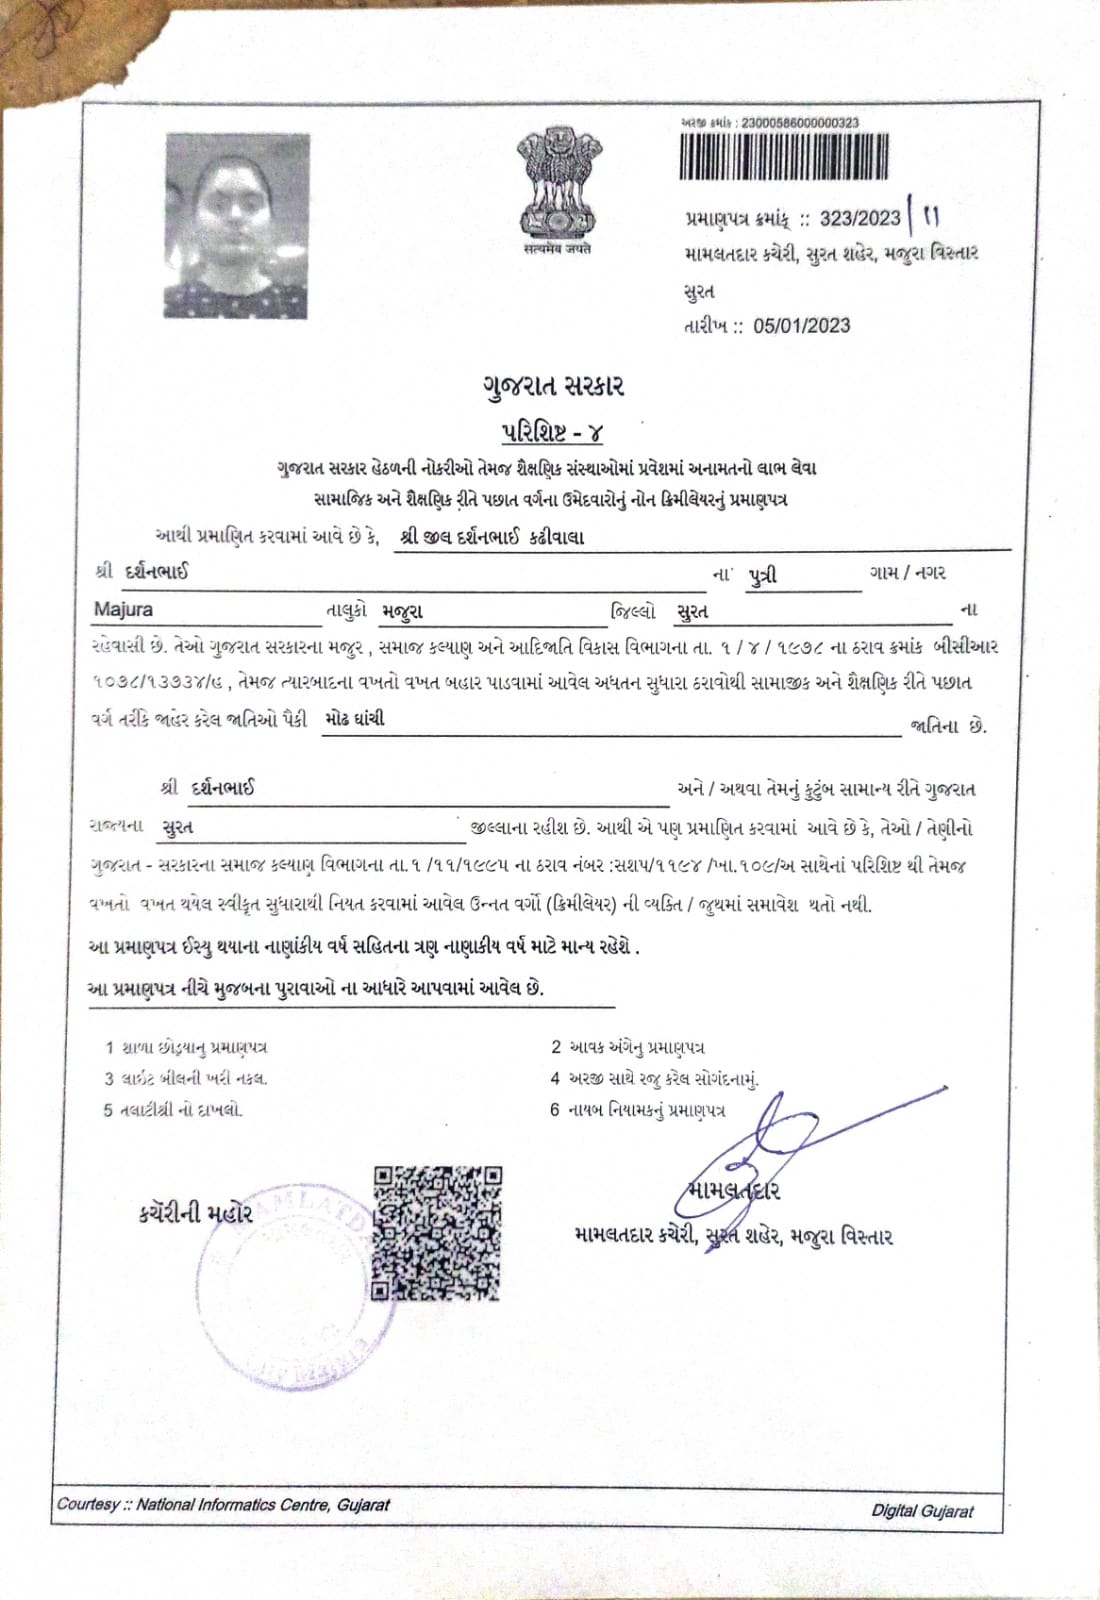 અરજી ક્રમાંક : 23000586000000323
सत्यमेव जयते
પ્રમાણપત્ર ક્રમાંક :: 323/2023 / 11
મામલતદાર કચેરી, સુરત શહેર, મજુરા વિસ્તાર
સુરત
તારીખ :: 05/01/2023
ગુજરાત સરકાર
પરિશિષ્ટ - ૪
ગુજરાત સરકાર હેઠળની નોકરીઓ તેમજ શૈક્ષણિક સંસ્થાઓમાં પ્રવેશમાં અનામતનો લાભ લેવા
સામાજિક અને શૈક્ષણિક રીતે પછાત વર્ગના ઉમેદવારોનું નોન ક્રિમીલેયરનું પ્રમાણપત્ર
આથી પ્રમાણિત કરવામાં આવે છે કે, શ્રી જીલ દર્શનભાઈ કઢીવાલા
શ્રી દર્શનભાઈ ના પુત્રી ગામ / નગર
Majura તાલુકો મજુરા જિલ્લો સુરત ના
રહેવાસી છે. તેઓ ગુજરાત સરકારના મજુર , સમાજ કલ્યાણ અને આદિજાતિ વિકાસ વિભાગના તા. ૧ / ૪ / ૧૯૭૮ ના ઠરાવ ક્રમાંક બીસીઆર
૧૦૭૮/૧૩૭૩૪/હ , તેમજ ત્યારબાદના વખતો વખત બહાર પાડવામાં આવેલ અધતન સુધારા ઠરાવોથી સામાજીક અને શૈક્ષણિક રીતે પછાત
વર્ગ તરીકે જાહેર કરેલ જાતિઓ પૈકી મોઢ ઘાંચી જાતિના છે.
શ્રી દર્શનભાઈ અને / અથવા તેમનું કુટુંબ સામાન્ય રીતે ગુજરાત
રાજ્યના સુરત જીલ્લાના રહીશ છે. આથી એ પણ પ્રમાણિત કરવામાં આવે છે કે, તેઓ / તેણીનો
ગુજરાત - સરકારના સમાજ કલ્યાણ વિભાગના તા.૧ /૧૧/૧૯૯૫ ના ઠરાવ નંબર :સશપ/૧૧૯૪ /ખા.૧૦૯/અ સાથેનાં પરિશિષ્ટ થી તેમજ
વખતો વખત થયેલ સ્વીકૃત સુધારાથી નિયત કરવામાં આવેલ ઉન્નત વર્ગો (ક્રિમીલેયર) ની વ્યક્તિ / જુથમાં સમાવેશ થતો નથી.
આ પ્રમાણપત્ર ઈસ્યુ થયાના નાણાંકીય વર્ષ સહિતના ત્રણ નાણાકીય વર્ષ માટે માન્ય રહેશે .
આ પ્રમાણપત્ર નીચે મુજબના પુરાવાઓ ના આધારે આપવામાં આવેલ છે.
1 શાળા છોડ્યાનુ પ્રમાણપત્ર 2 આવક અંગેનુ પ્રમાણપત્ર
3 લાઇટ બીલની ખરી નકલ. 4 અરજી સાથે રજુ કરેલ સોગંદનામું.
5 તલાટીશ્રી નો દાખલો. 6 નાયબ નિયામકનું પ્રમાણપત્ર
કચૅરીની મહોર
મામલતદાર
મામલતદાર કચેરી, સુરત શહેર, મજુરા વિસ્તાર
Courtesy :: National Informatics Centre, Gujarat
Digital Gujarat